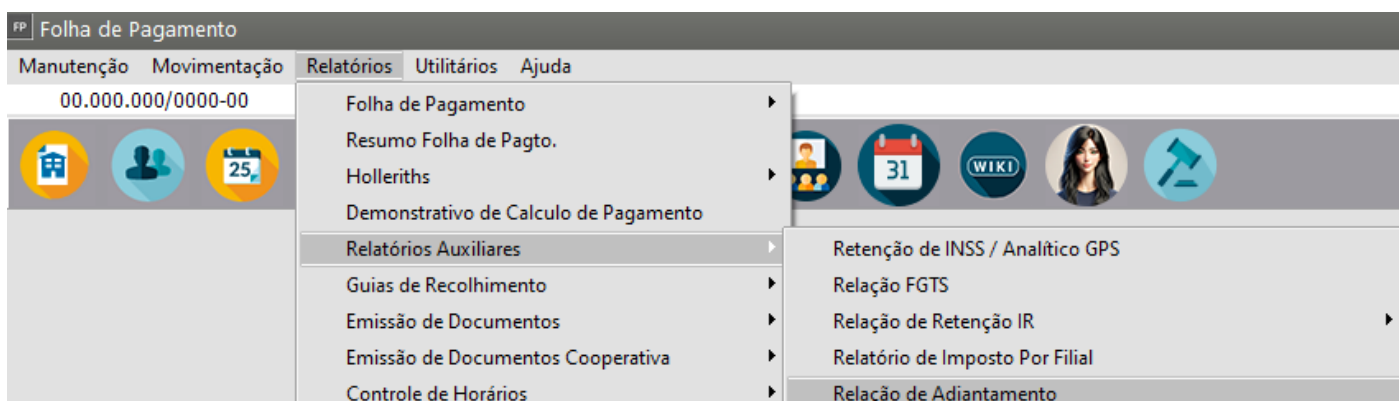 FP Folha de Pagamento
Manutenção Movimentação Relatórios Utilitários Ajuda
00.000.000/0000-00
25
31
WIKI
Folha de Pagamento
Resumo Folha de Pagto.
Holleriths
Demonstrativo de Calculo de Pagamento
Relatórios Auxiliares
Guias de Recolhimento
Emissão de Documentos
Emissão de Documentos Cooperativa
Controle de Horários
Retenção de INSS / Analítico GPS
Relação FGTS
Relação de Retenção IR
Relatório de Imposto Por Filial
Relação de Adiantamento